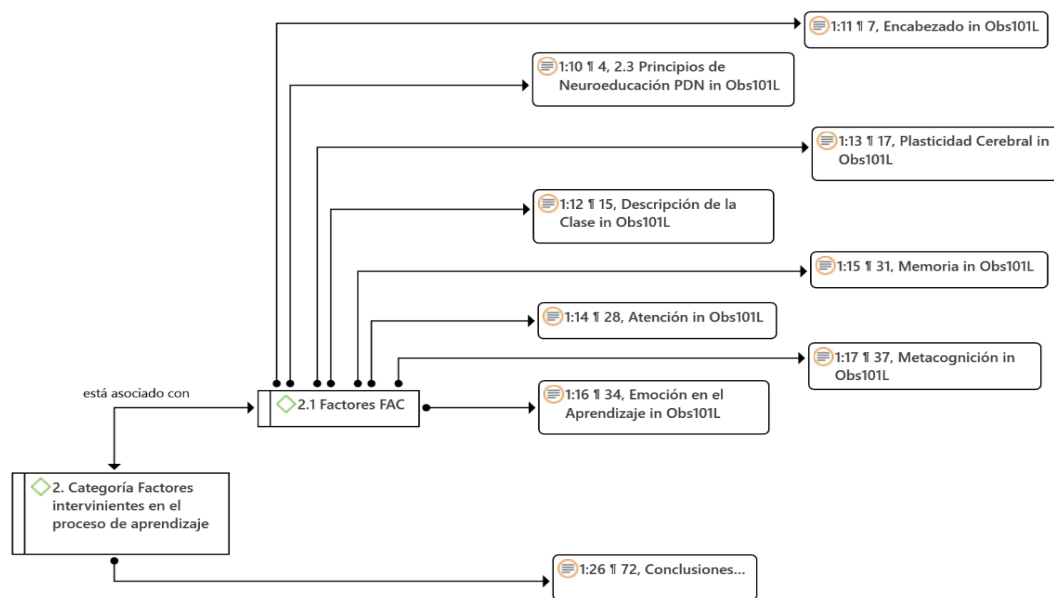 1:11 ¶ 7, Encabezado in Obs101L
1:10 ¶ 4, 2.3 Principios de
Neuroeducación PDN in Obs101L
1:13 ¶ 17, Plasticidad Cerebral in
Obs101L
1:12 ¶ 15, Descripción de la
Clase in Obs101L
1:15 ¶ 31, Memoria in Obs101L
1:14 ¶ 28, Atención in Obs101L
1:17 ¶ 37, Metacognición in
Obs101L
está asociado con
2.1 Factores FAC
1:16 ¶ 34, Emoción en el
Aprendizaje in Obs101L
2. Categoría Factores
intervinientes en el
proceso de aprendizaje
1:26 ¶ 72, Conclusiones...